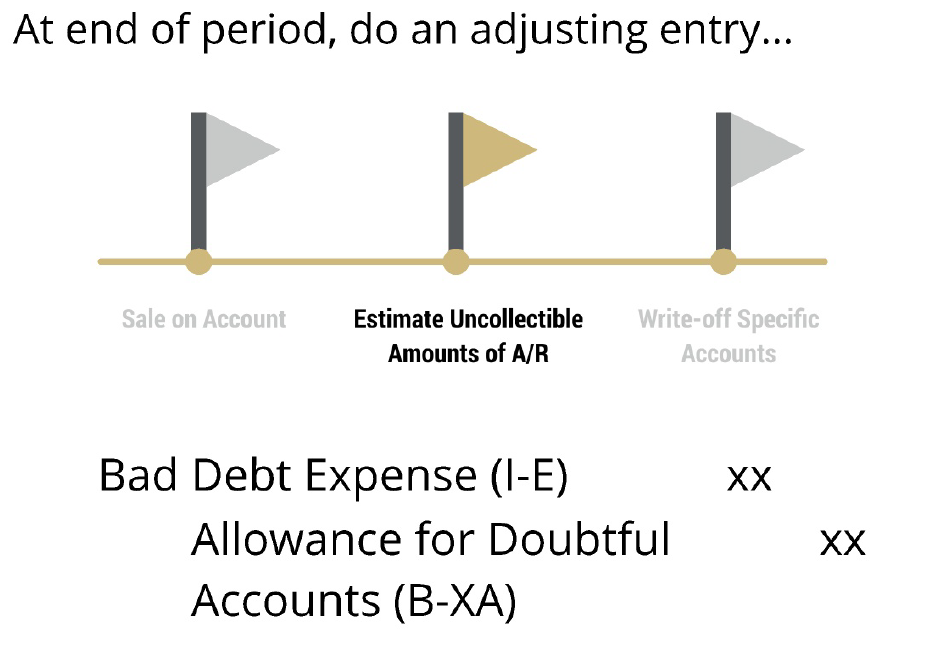 At end of period, do an adjusting entry...
Sale on Account
Estimate Uncollectible
Amounts of A/R
Write-off Specific
Accounts
Bad Debt Expense (I-E) xx
Allowance for Doubtful xx
Accounts (B-XA)